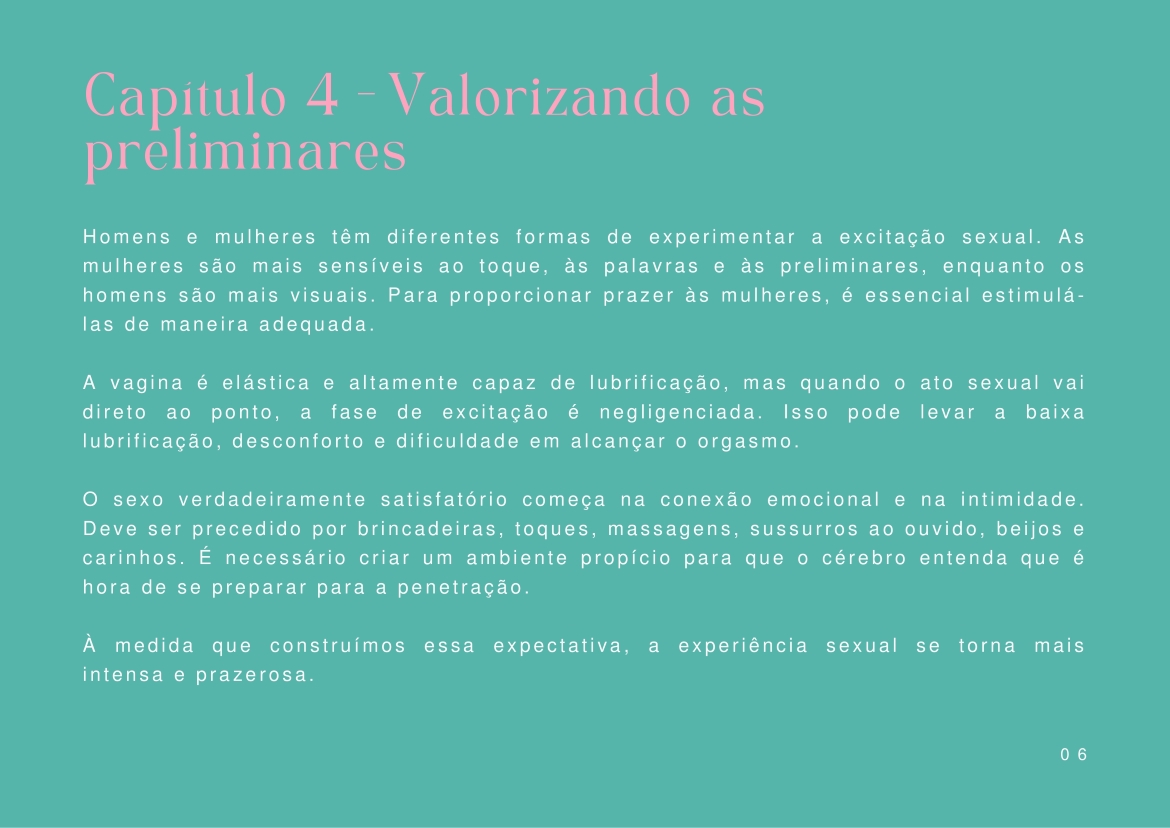 Capítulo 4 - Valorizando as
preliminares
Homens e mulheres têm diferentes formas de experimentar a excitação sexual. As
mulheres são mais sensíveis ao toque, às palavras e às preliminares, enquanto os
homens são mais visuais. Para proporcionar prazer às mulheres, é essencial estimulá-
las de maneira adequada.
A vagina é elástica e altamente capaz de lubrificação, mas quando o ato sexual vai
direto ao ponto, a fase de excitação é negligenciada. Isso pode levar a baixa
lubrificação, desconforto e dificuldade em alcançar o orgasmo.
O sexo verdadeiramente satisfatório começa na conexão emocional e na intimidade.
Deve ser precedido por brincadeiras, toques, massagens, sussurros ao ouvido, beijos e
carinhos. É necessário criar um ambiente propício para que o cérebro entenda que é
hora de se preparar para a penetração.
À medida que construímos essa expectativa, a experiência sexual se torna mais
intensa e prazerosa.
06